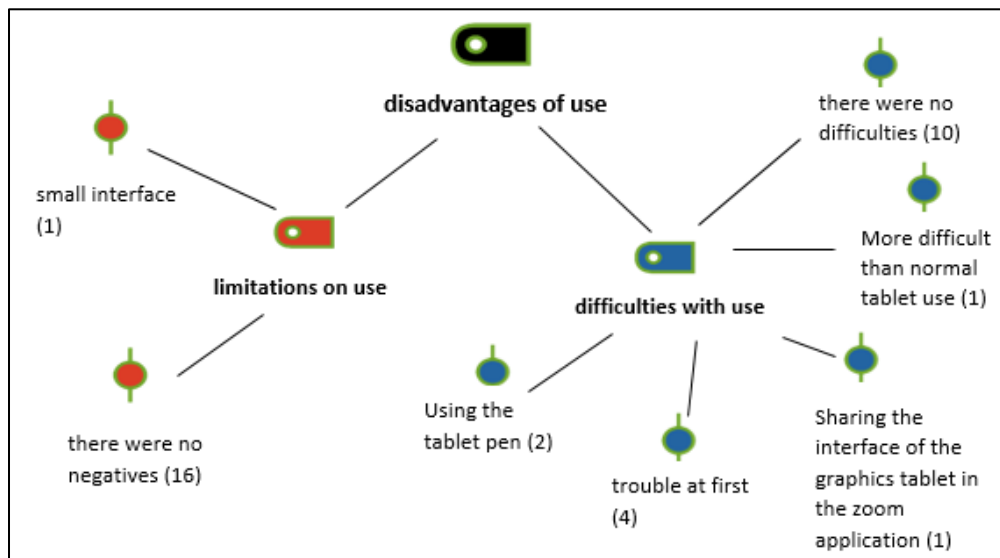 disadvantages of use
small interface
(1)
limitations on use
there were no
negatives (16)
there were no
difficulties (10)
More difficult
than normal
tablet use (1)
difficulties with use
Using the
tablet pen (2)
trouble at first
(4)
Sharing the
interface of the
graphics tablet in
the zoom
application (1)